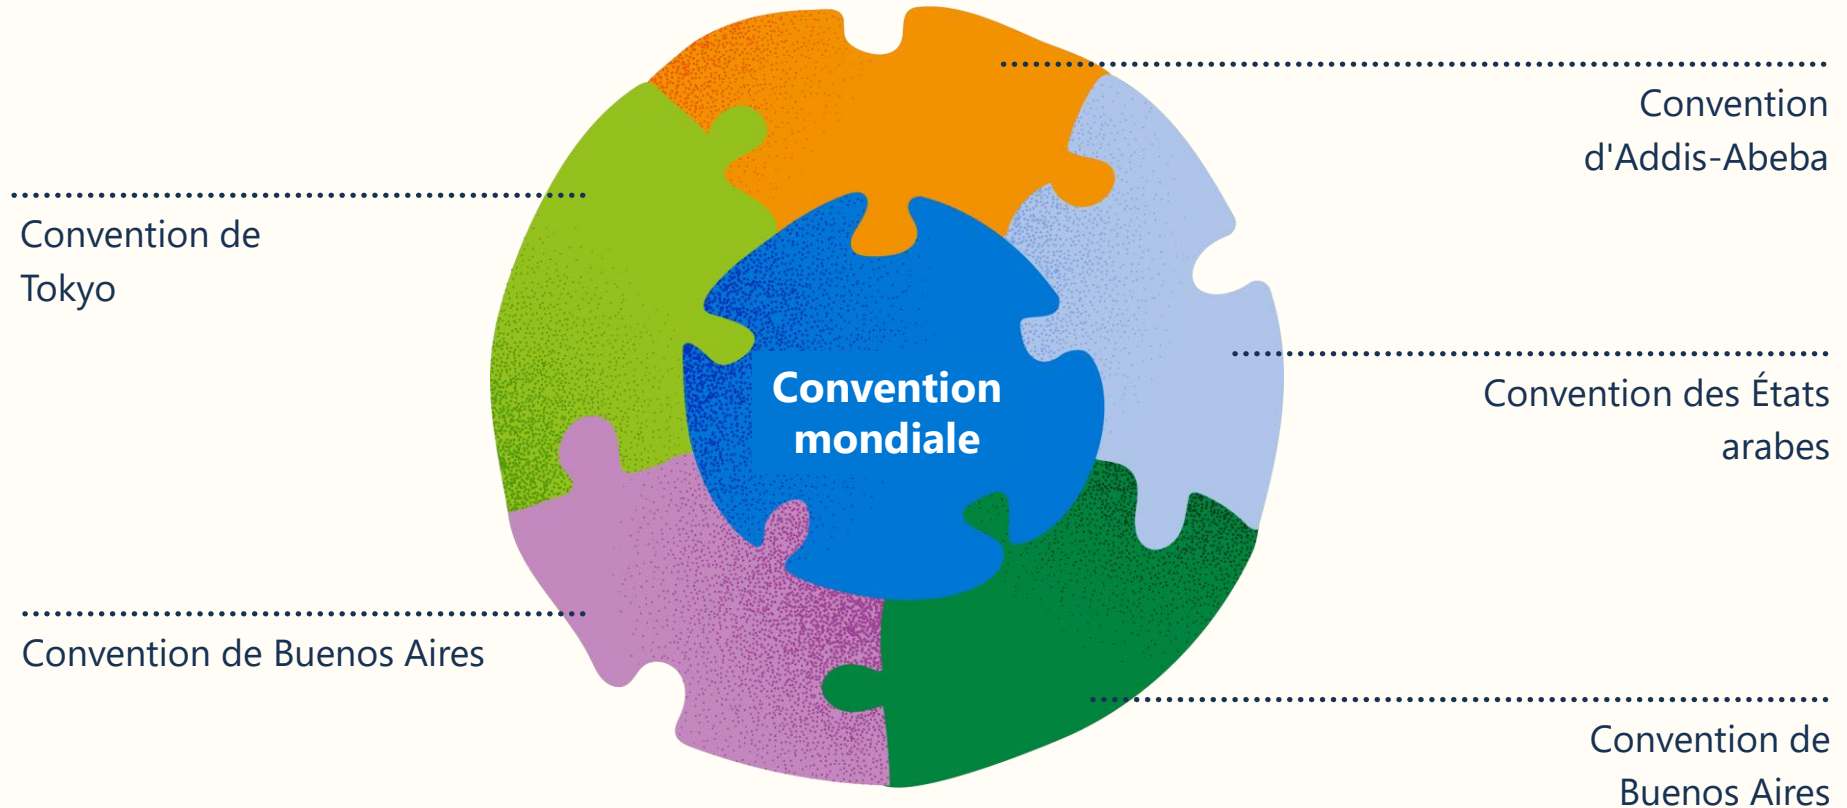 Convention
d'Addis-Abeba
Convention de
Tokyo
Convention
mondiale
Convention des États
arabes
Convention de Buenos Aires
Convention de
Buenos Aires